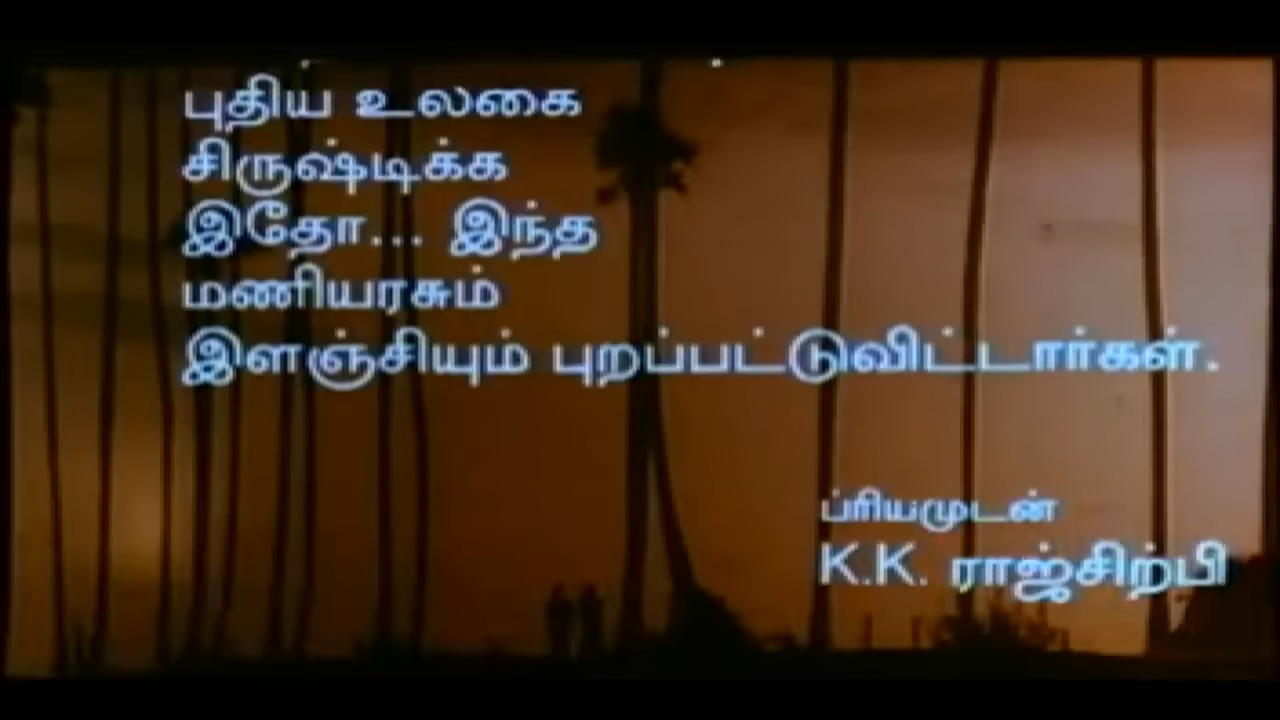 புதிய உலகை
சிருஷ்டிக்க
இதோ... இந்த
மணியரசும்
இளஞ்சியும் புறப்பட்டுவிட்டார்கள்.
ப்ரியமுடன்
K.K. ராஜ்சிற்பி